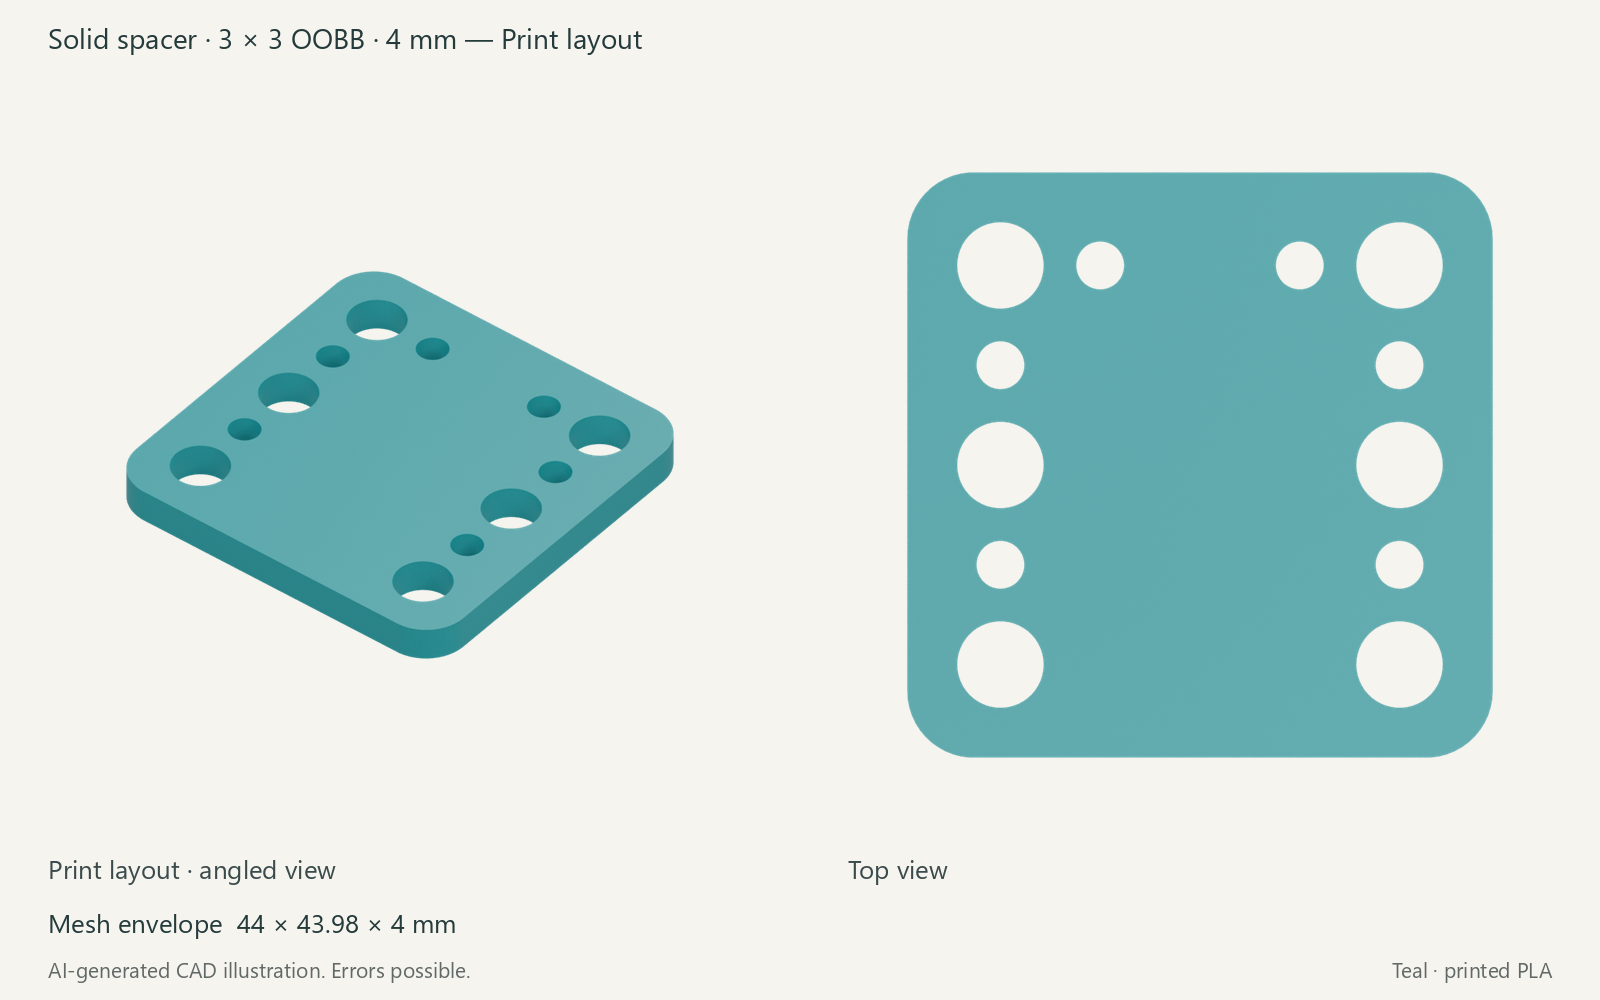 Solid spacer · 3 × 3 OOBB · 4 mm — Print layout
Print layout · angled view
Top view
Mesh envelope  44 × 43.98 × 4 mm
AI-generated CAD illustration. Errors possible.
Teal · printed PLA